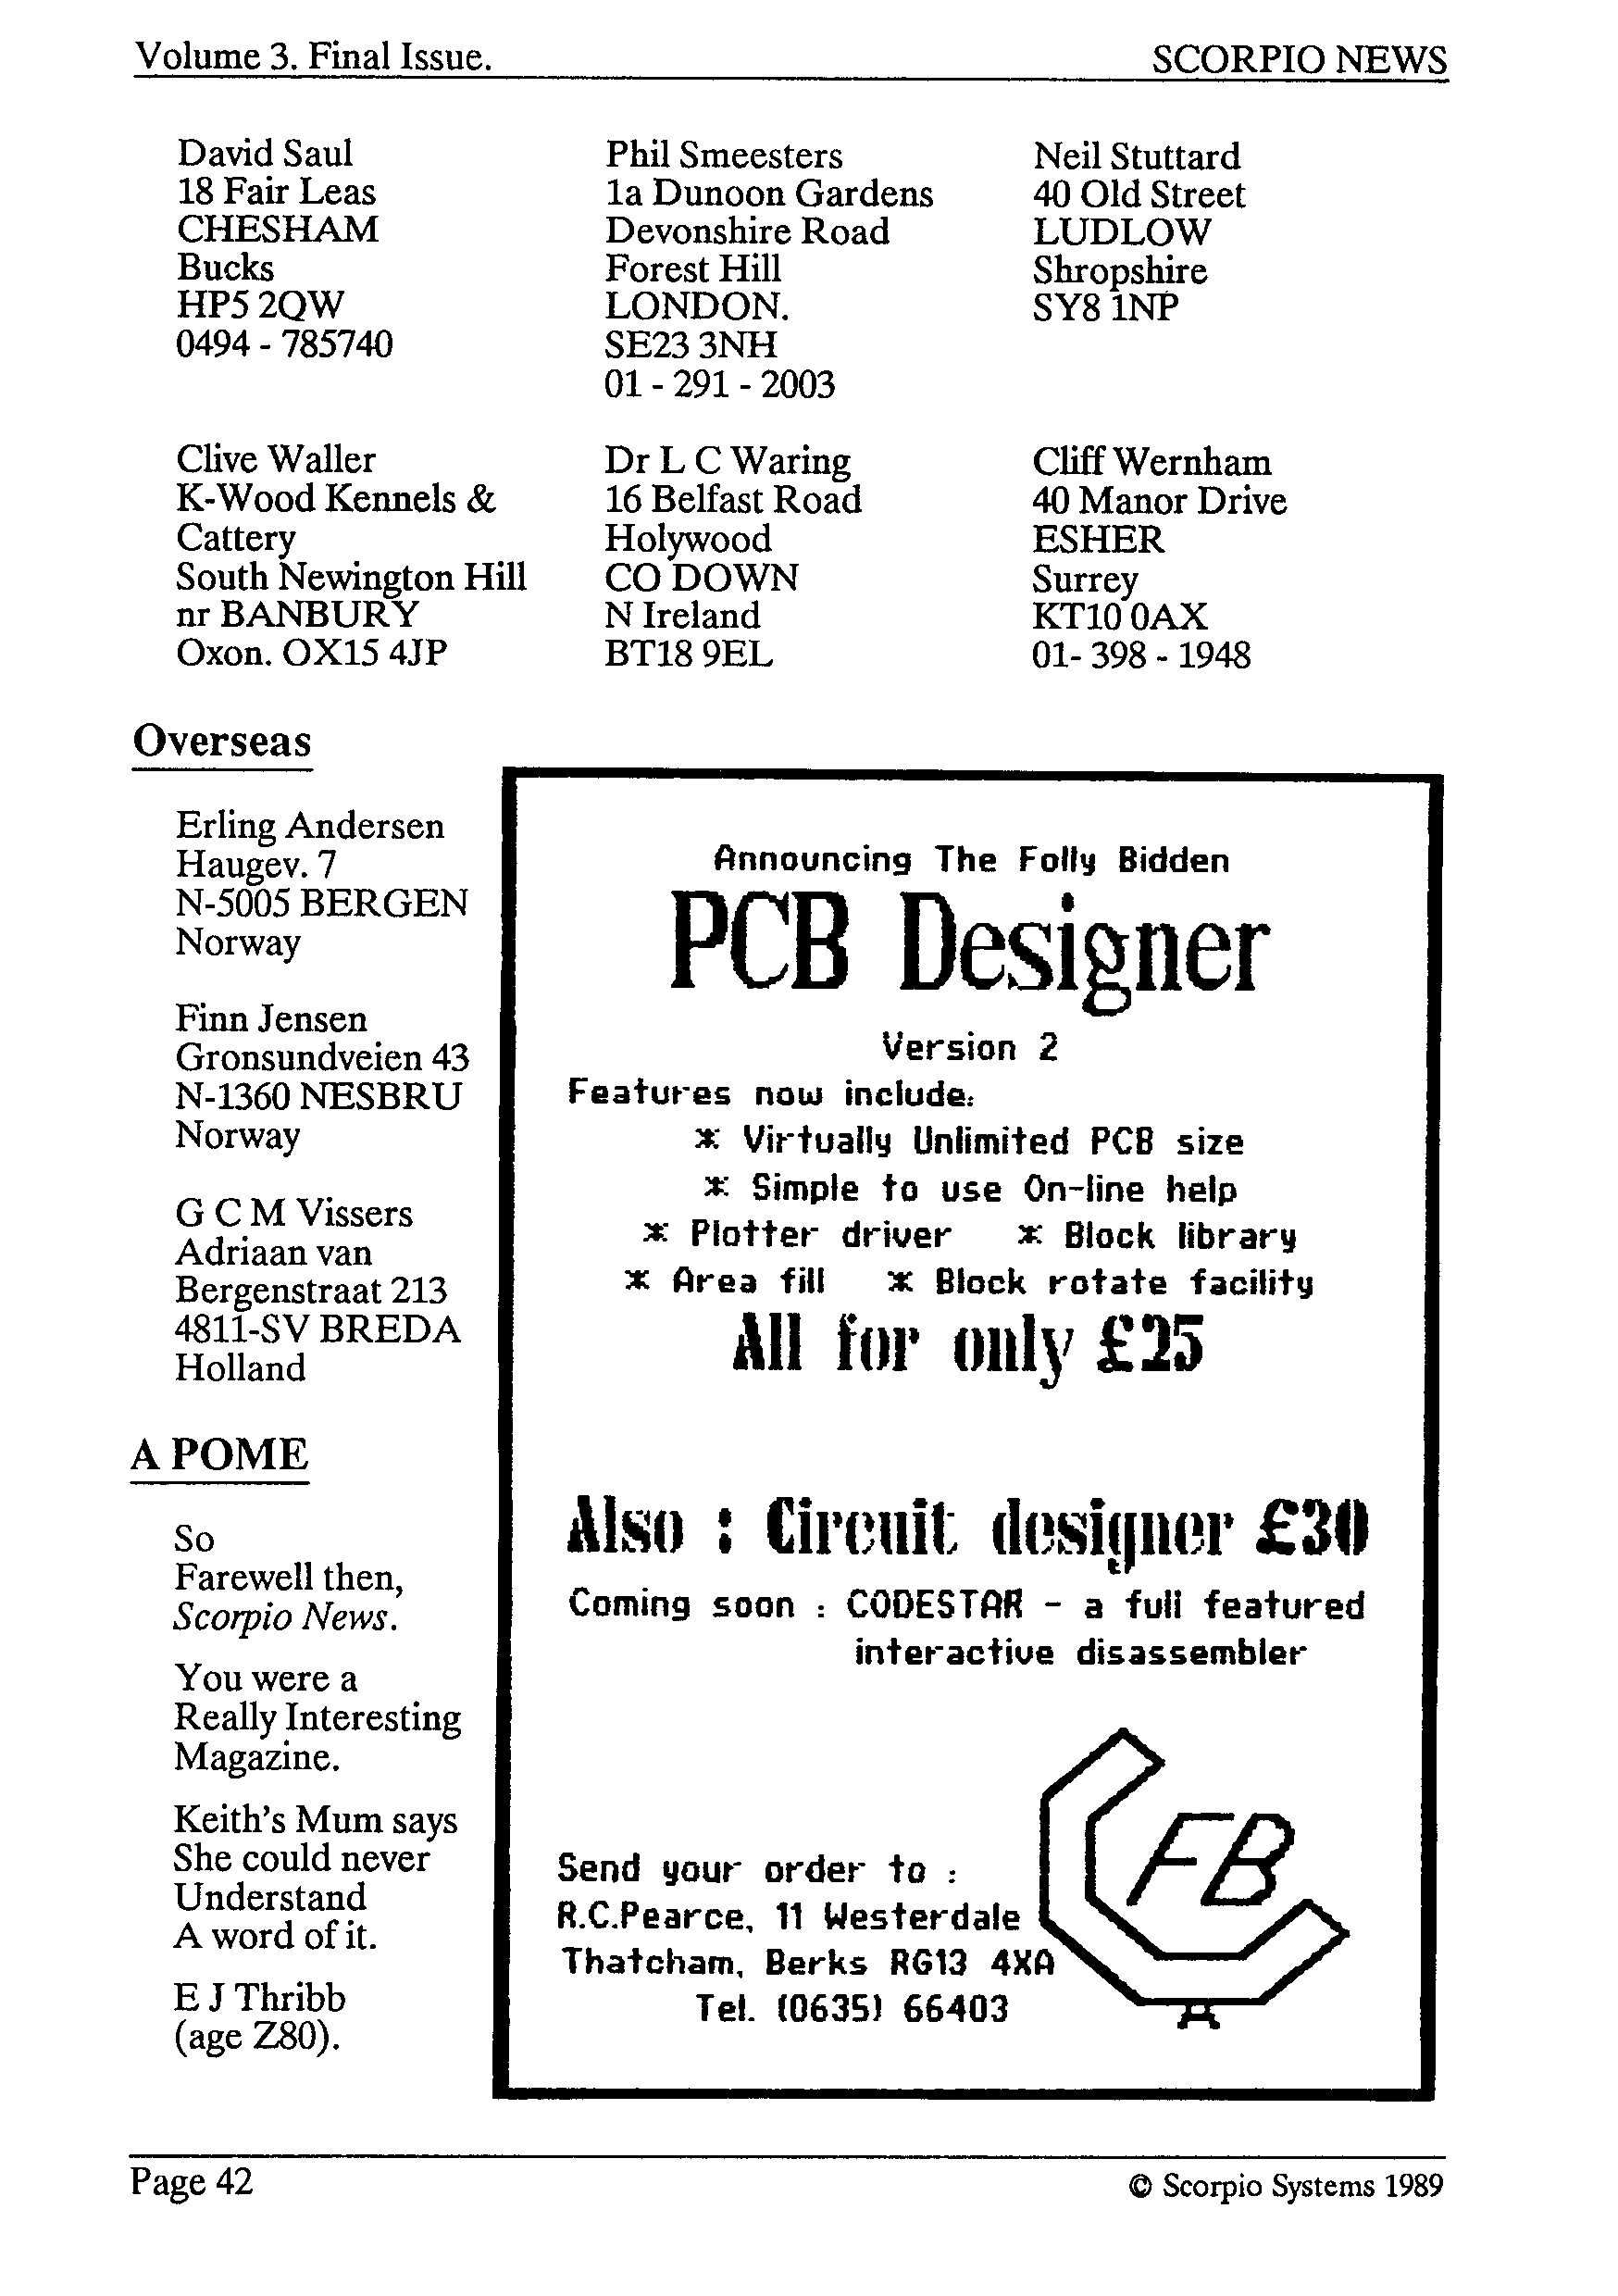 Volume 3. Final Issue.
SCORPIO NEWS
David Saul
18 Fair Leas
CHESHAM
Bucks
HP5 2QW
0494 - 785740
Phil Smeesters
1a Dunoon Gardens
Devonshire Road
Forest Hill
LONDON.
SE23 3NH
01 - 291 - 2003
Neil Stuttard
40 Old Street
LUDLOW
Shropshire
SY8 1NP
Clive Waller
K-Wood Kennels &
Cattery
South Newington Hill
nr BANBURY
Oxon. OX15 4JP
Dr L C Waring
16 Belfast Road
Holywood
CO DOWN
N Ireland
BT18 9EL
Cliff Wernham
40 Manor Drive
ESHER
Surrey
KT10 0AX
01- 398 - 1948
Overseas
Erling Andersen
Haugev. 7
N-5005 BERGEN
Norway
Finn Jensen
Gronsundveien 43
N-1360 NESBRU
Norway
G C M Vissers
Adriaan van
Bergenstraat 213
4811-SV BREDA
Holland
A POME
So
Farewell then,
Scorpio News.
You were a
Really Interesting
Magazine.
Keith's Mum says
She could never
Understand
A word of it.
E J Thribb
(age Z80).
Announcing The Folly Bidden
PCB Designer
Version 2
Features now include:
* Virtually Unlimited PCB size
* Simple to use On-line help
* Plotter driver * Block library
* Area fill * Block rotate facility
All for only £25
Also : Circuit designer £30
Coming soon : CODESTAR - a full featured
interactive disassembler
Send your order to :
R.C.Pearce, 11 Westerdale
Thatcham, Berks RG13 4XA
Tel. (0635) 66403
FB
Page 42
© Scorpio Systems 1989